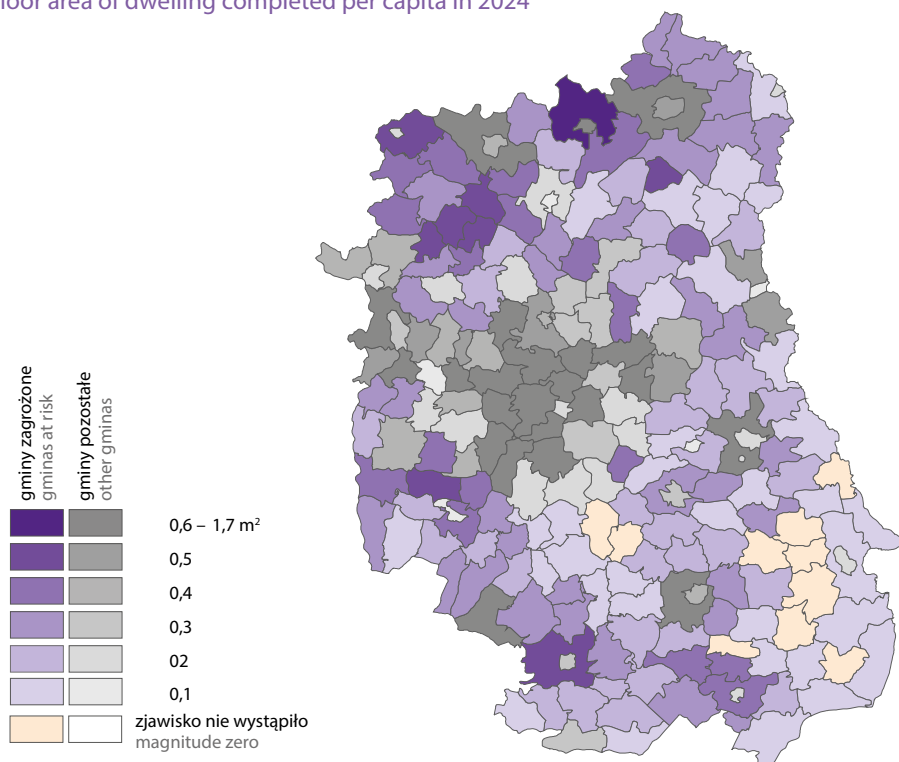 floor area of dwelling completed per capita in 2024
gminy zagrożone
gminas at risk
gminy pozostałe
other gminas
0,6 – 1,7 m²
0,5
0,4
0,3
02
0,1
zjawisko nie wystąpiło
magnitude zero